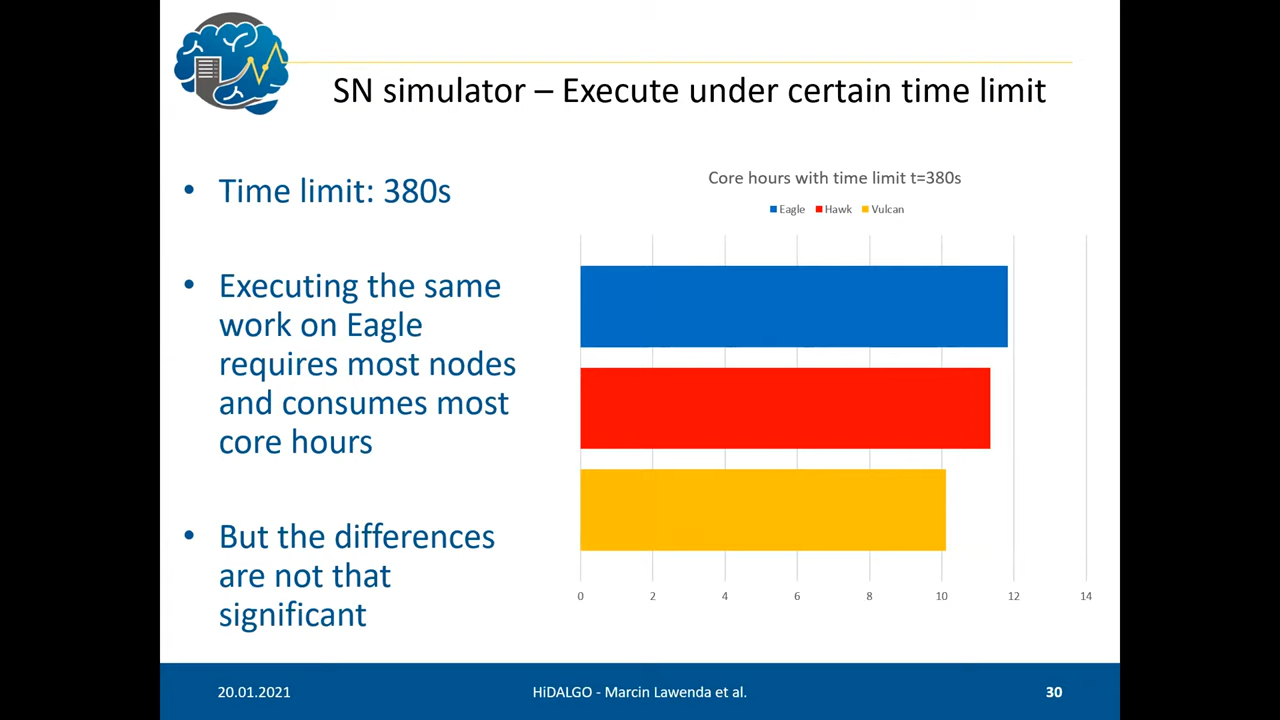 SN simulator – Execute under certain time limit
• Time limit: 380s
• Executing the same
work on Eagle
requires most nodes
and consumes most
core hours
• But the differences
are not that
significant
Core hours with time limit t=380s
Eagle Hawk Vulcan
0 2 4 6 8 10 12 14
20.01.2021 HiDALGO - Marcin Lawenda et al. 30